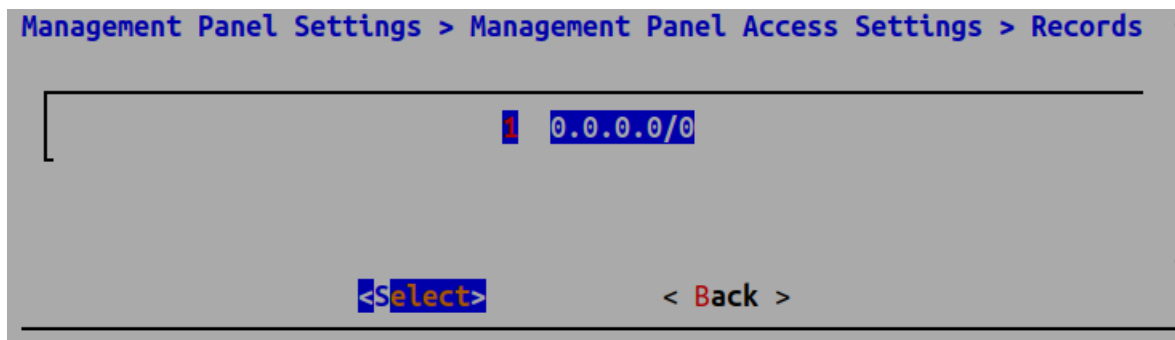 Management Panel Settings > Management Panel Access Settings > Records
1 0.0.0.0/0
<Select> < Back >